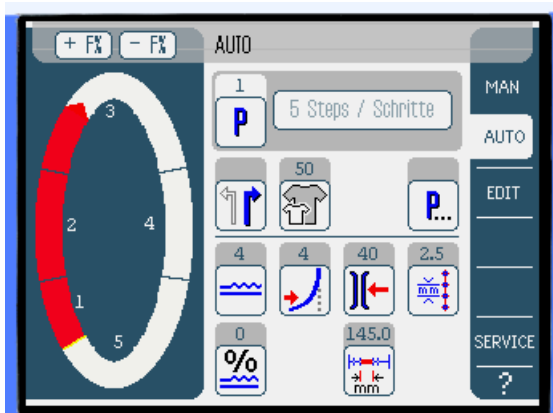 + F% - F% AUTO
1
P
5 Steps / Schritte
MAN
AUTO
EDIT
SERVICE
?
50
P...
4 4 40 2.5
mm
0 145.0
%
mm
3
2 4
1
5